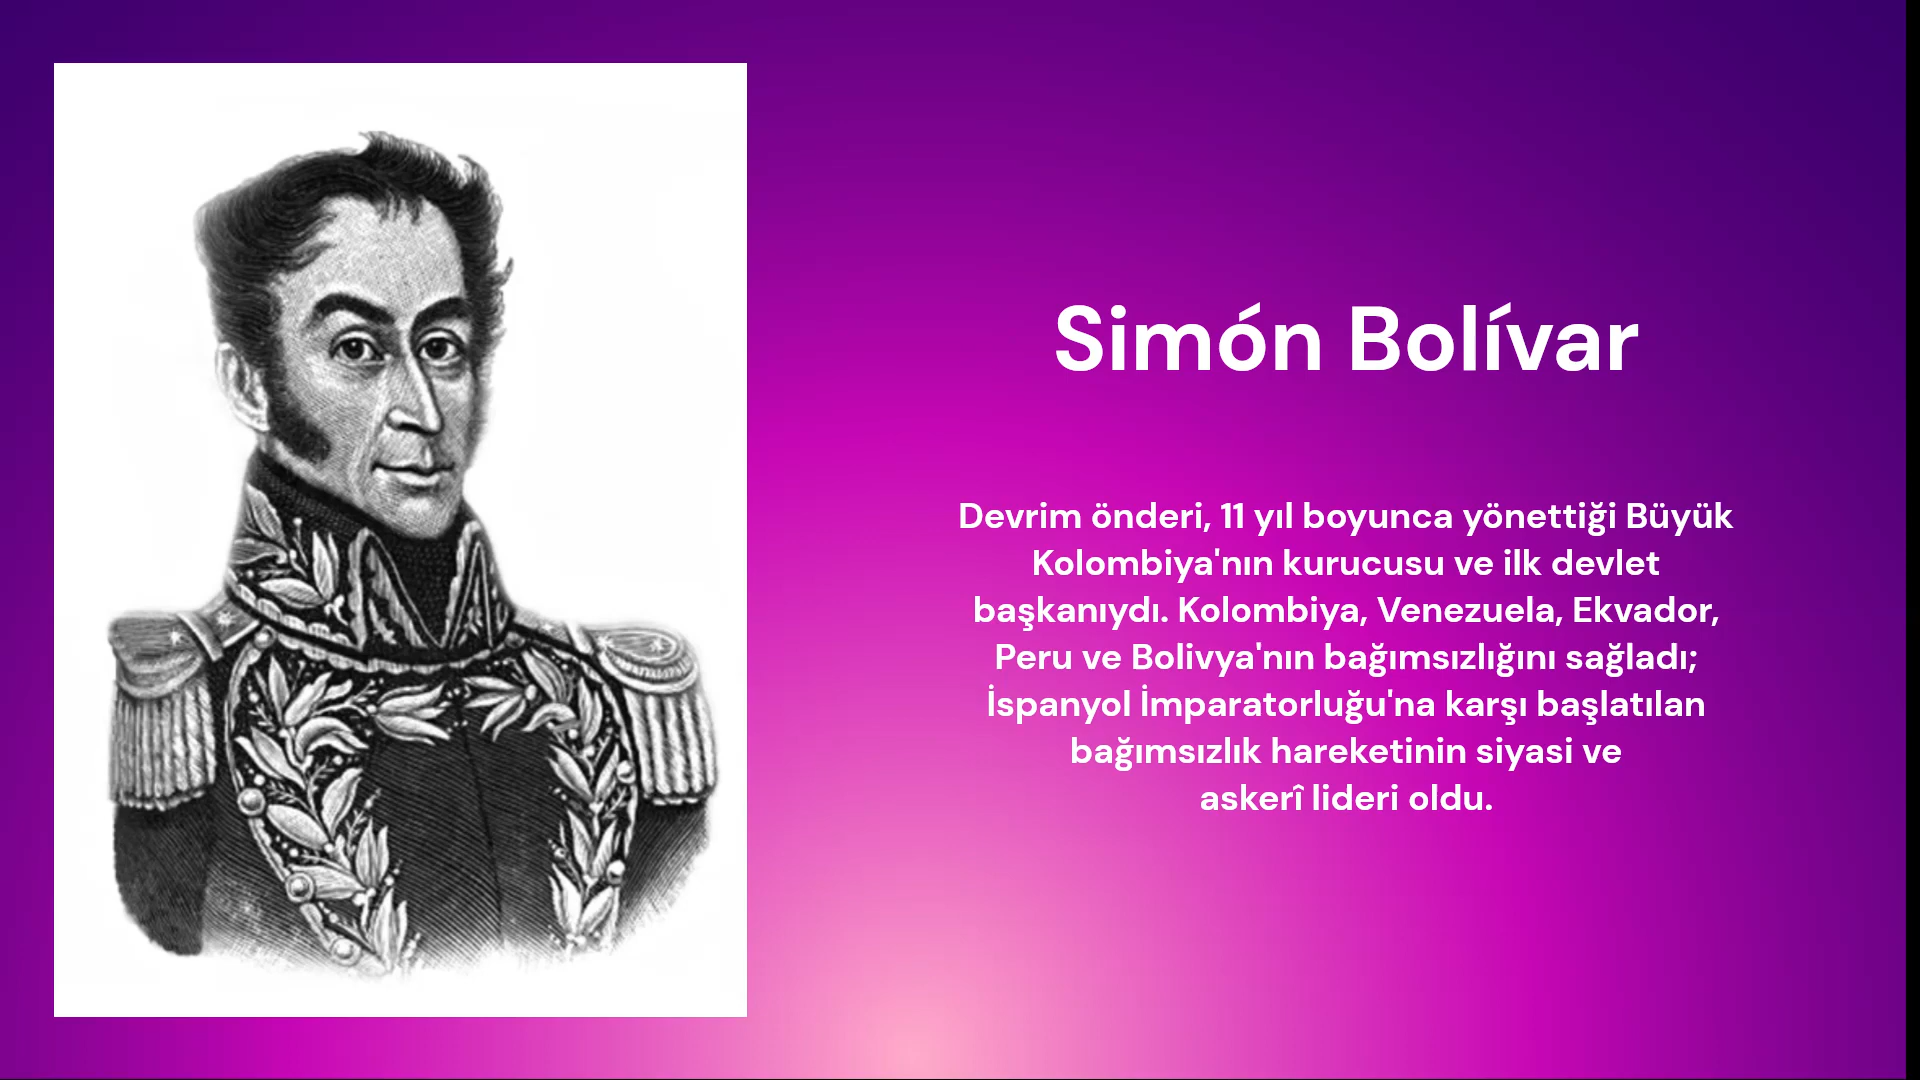 Simón Bolívar
Devrim önderi, 11 yıl boyunca yönettiği Büyük
Kolombiya'nın kurucusu ve ilk devlet
başkanıydı. Kolombiya, Venezuela, Ekvador,
Peru ve Bolivya'nın bağımsızlığını sağladı;
İspanyol İmparatorluğu'na karşı başlatılan
bağımsızlık hareketinin siyasi ve
askerî lideri oldu.